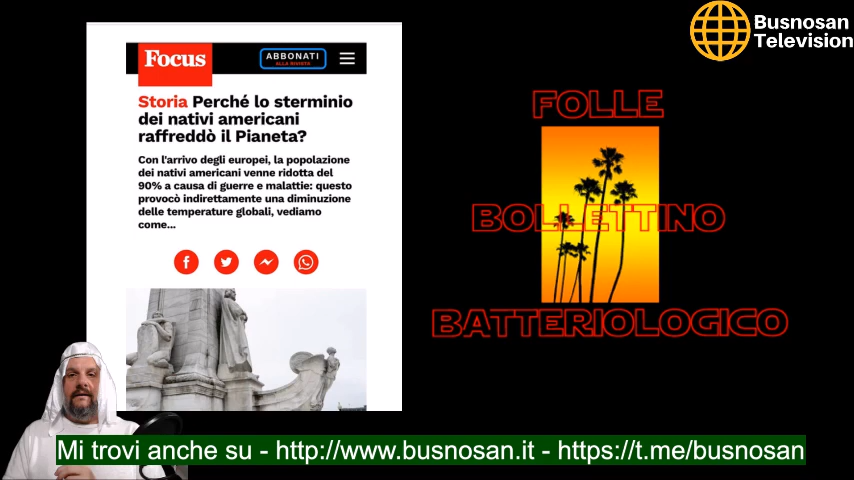 Busnosan
Television
Focus
ABBONATI
ALLA RIVISTA
Storia Perché lo sterminio
dei nativi americani
raffreddò il Pianeta?
Con l'arrivo degli europei, la popolazione
dei nativi americani venne ridotta del
90% a causa di guerre e malattie: questo
provocò indirettamente una diminuzione
delle temperature globali, vediamo
come...
FOLLE
BOLLETTINO
BATTERIOLOGICO
Mi trovi anche su - http://www.busnosan.it - https://t.me/busnosan